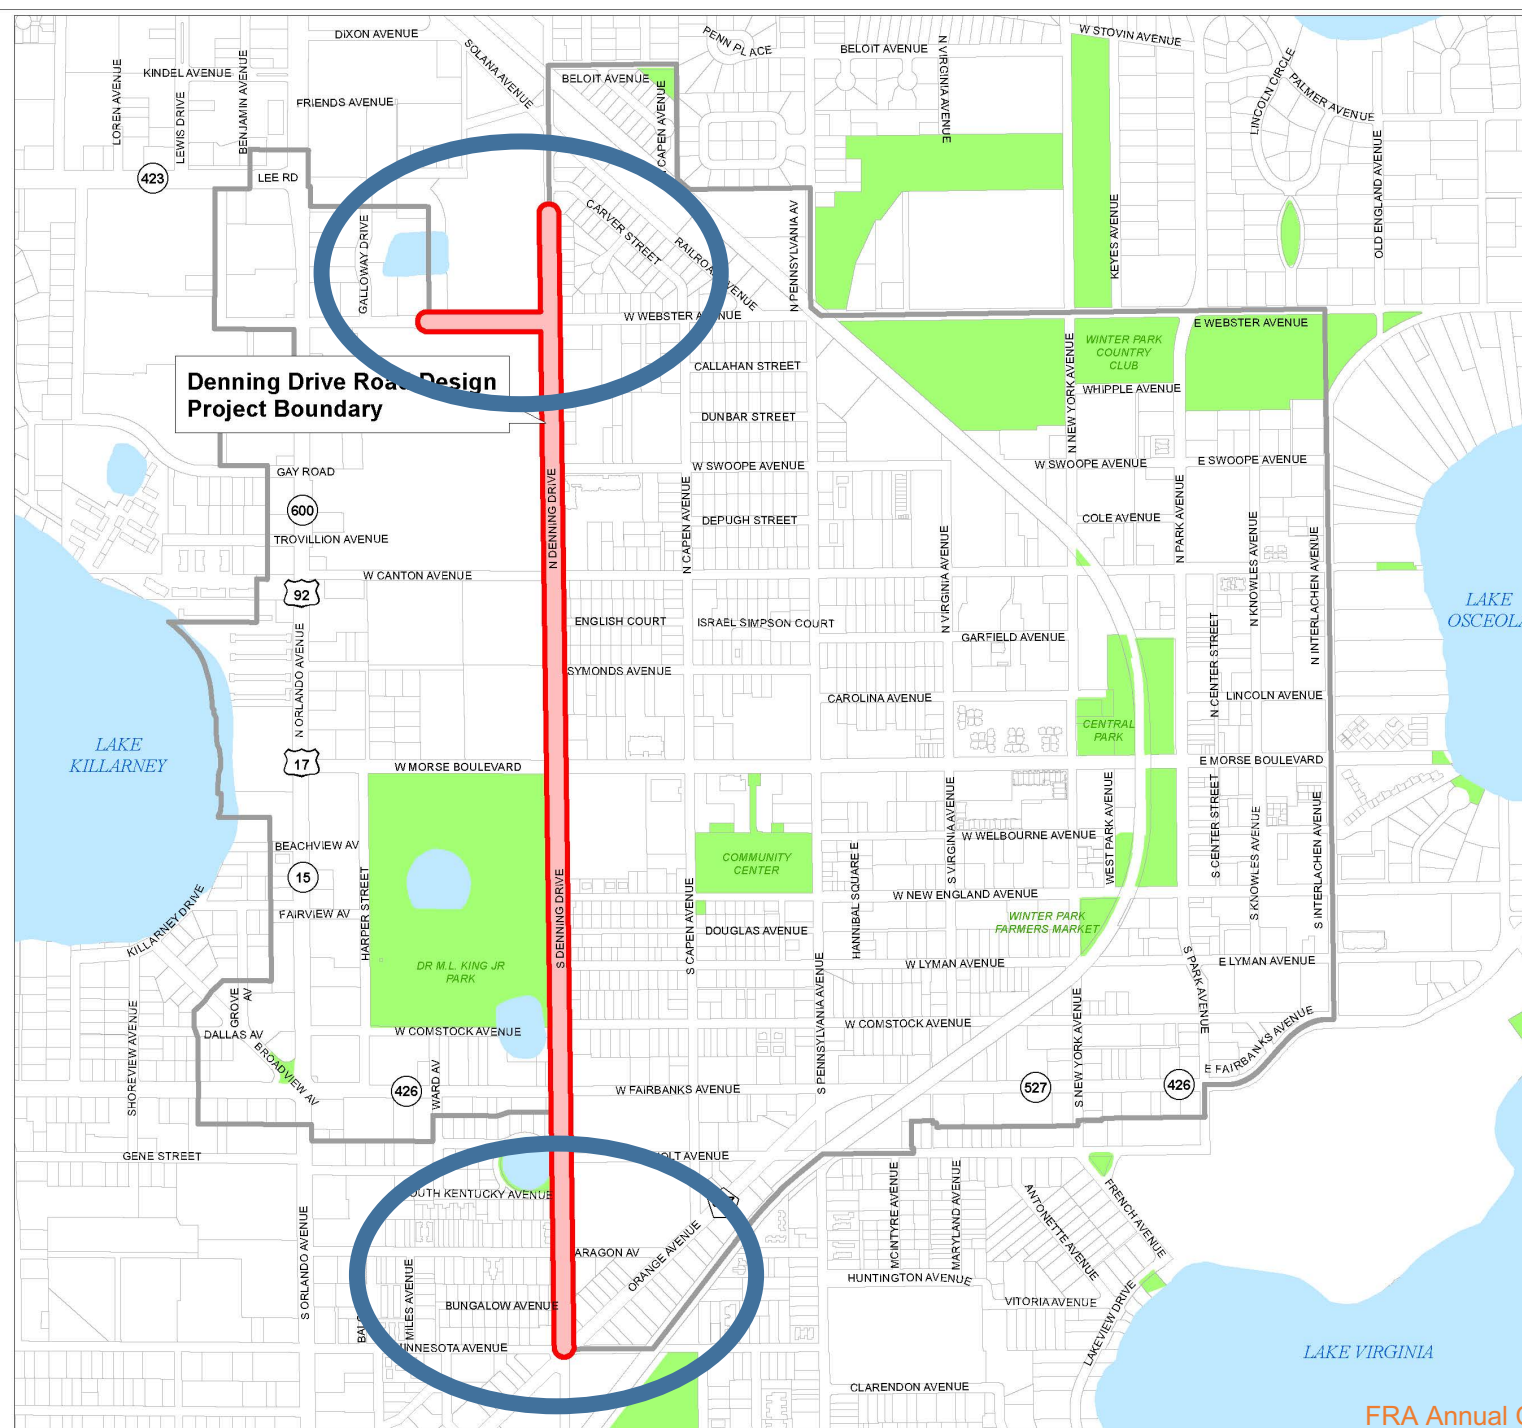 DIXON AVENUE
SOLANA AVENUE
PENN PLACE
BELOIT AVENUE
N VIRGINIA AVENUE
W STOVIN AVENUE
LINCOLN CIRCLE
PALMER AVENUE
OLD ENGLAND AVENUE
LOREN AVENUE
KINDEL AVENUE
LEWIS DRIVE
BENJAMIN AVENUE
FRIENDS AVENUE
BELOIT AVENUE
CAPEN AVENUE
423
LEE RD
GALLOWAY DRIVE
CARVER STREET
RAILROAD AVENUE
N PENNSYLVANIA AV
KEYES AVENUE
W WEBSTER AVENUE
E WEBSTER AVENUE
WINTER PARK
COUNTRY
CLUB
N NEW YORK AVENUE
WHIPPLE AVENUE
Denning Drive Road Design
Project Boundary
CALLAHAN STREET
DUNBAR STREET
W SWOOPE AVENUE
W SWOOPE AVENUE
E SWOOPE AVENUE
GAY ROAD
600
TROVILLION AVENUE
N DENNING DRIVE
N CAPEN AVENUE
DEPUGH STREET
COLE AVENUE
N PARK AVENUE
N VIRGINIA AVENUE
N KNOWLES AVENUE
N INTERLACHEN AVENUE
W CANTON AVENUE
92
ENGLISH COURT
ISRAEL SIMPSON COURT
GARFIELD AVENUE
LAKE
OSCEOLA
N ORLANDO AVENUE
SYMONDS AVENUE
CAROLINA AVENUE
N CENTER STREET
LINCOLN AVENUE
CENTRAL
PARK
LAKE
KILLARNEY
17
W MORSE BOULEVARD
E MORSE BOULEVARD
BEACHVIEW AV
15
FAIRVIEW AV
KILLARNEY DRIVE
HARPER STREET
COMMUNITY
CENTER
S DENNING DRIVE
S CAPEN AVENUE
HANNIBAL SQUARE E
S VIRGINIA AVENUE
W WELBOURNE AVENUE
WEST PARK AVENUE
S CENTER STREET
S KNOWLES AVENUE
S INTERLACHEN AVENUE
W NEW ENGLAND AVENUE
WINTER PARK
FARMERS MARKET
DOUGLAS AVENUE
DR M.L. KING JR
PARK
W LYMAN AVENUE
E LYMAN AVENUE
S PARK AVENUE
GROVE
AV
DALLAS AV
BROADVIEW AV
SHOREVIEW AVENUE
W COMSTOCK AVENUE
W COMSTOCK AVENUE
S PENNSYLVANIA AVENUE
E FAIRBANKS AVENUE
426
WARD AV
W FAIRBANKS AVENUE
527
S NEW YORK AVENUE
426
GENE STREET
OLT AVENUE
OUTH KENTUCKY AVENUE
MCINTYRE AVENUE
MARYLAND AVENUE
ANTONETTE AVENUE
FRENCH AVENUE
S ORLANDO AVENUE
MILES AVENUE
ARAGON AV
ORANGE AVENUE
HUNTINGTON AVENUE
BUNGALOW AVENUE
VITORIA AVENUE
LAKEVIEW DRIVE
INNESOTA AVENUE
LAKE VIRGINIA
CLARENDON AVENUE
FRA Annual